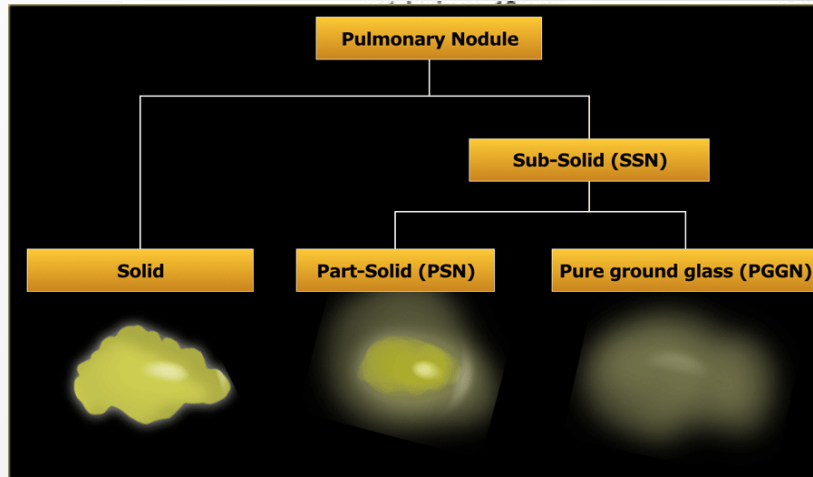 Pulmonary Nodule
Sub-Solid (SSN)
Solid
Part-Solid (PSN)
Pure ground glass (PGGN)